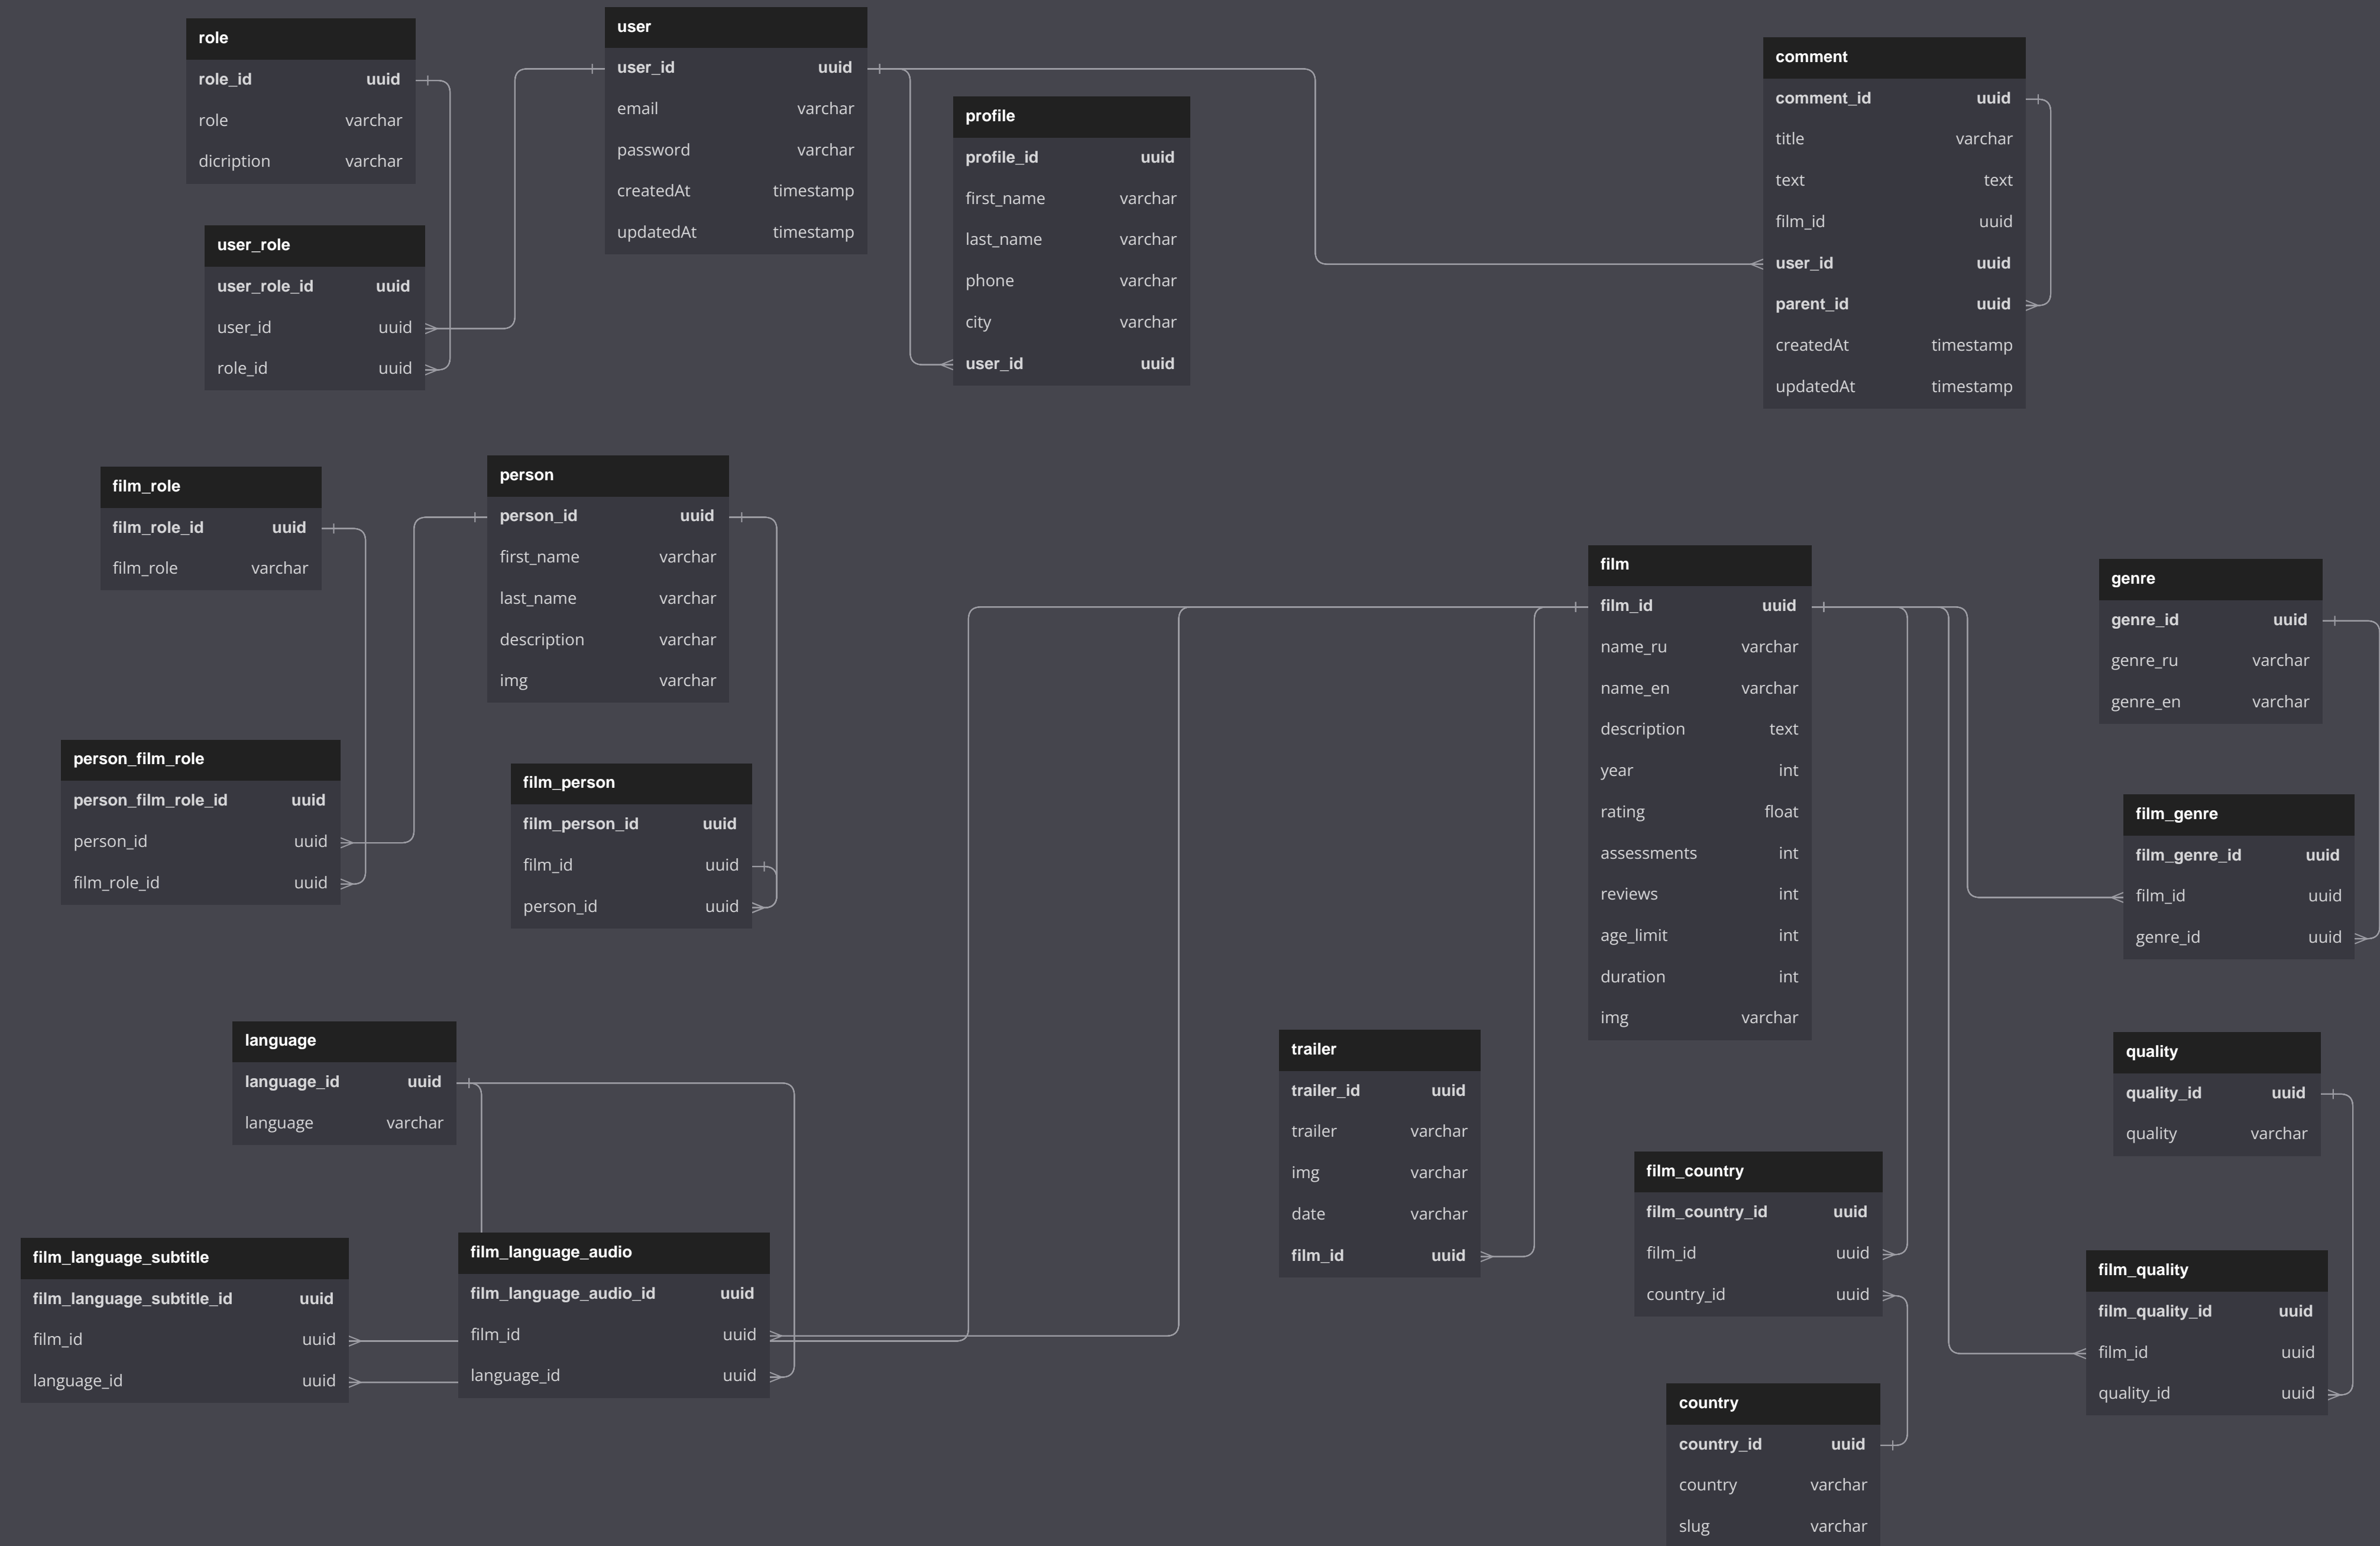 role
role_id uuid
role varchar
dicription varchar
user_role
user_role_id uuid
user_id uuid
role_id uuid
user
user_id uuid
email varchar
password varchar
createdAt timestamp
updatedAt timestamp
profile
profile_id uuid
first_name varchar
last_name varchar
phone varchar
city varchar
user_id uuid
comment
comment_id uuid
title varchar
text text
film_id uuid
user_id uuid
parent_id uuid
createdAt timestamp
updatedAt timestamp
film_role
film_role_id uuid
film_role varchar
person
person_id uuid
first_name varchar
last_name varchar
description varchar
img varchar
person_film_role
person_film_role_id uuid
person_id uuid
film_role_id uuid
film_person
film_person_id uuid
film_id uuid
person_id uuid
film
film_id uuid
name_ru varchar
name_en varchar
description text
year int
rating float
assessments int
reviews int
age_limit int
duration int
img varchar
genre
genre_id uuid
genre_ru varchar
genre_en varchar
film_genre
film_genre_id uuid
film_id uuid
genre_id uuid
language
language_id uuid
language varchar
film_language_subtitle
film_language_subtitle_id uuid
film_id uuid
language_id uuid
film_language_audio
film_language_audio_id uuid
film_id uuid
language_id uuid
trailer
trailer_id uuid
trailer varchar
img varchar
date varchar
film_id uuid
film_country
film_country_id uuid
film_id uuid
country_id uuid
country
country_id uuid
country varchar
slug varchar
quality
quality_id uuid
quality varchar
film_quality
film_quality_id uuid
film_id uuid
quality_id uuid